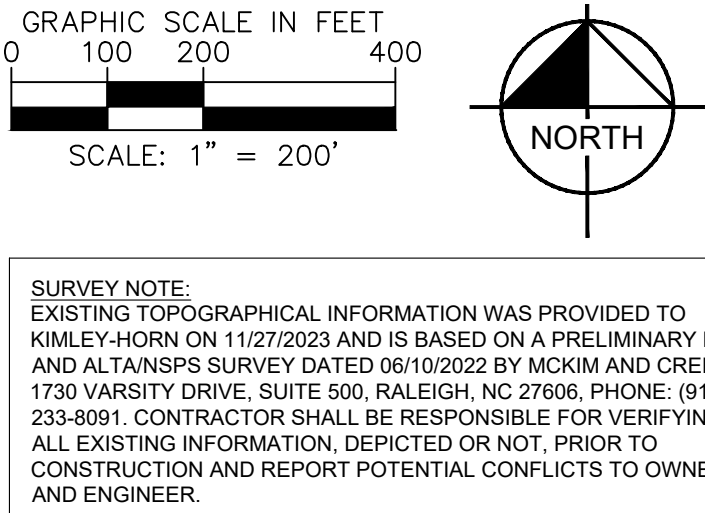 GRAPHIC SCALE IN FEET
0 100 200 400
SCALE: 1" = 200'
NORTH
SURVEY NOTE:
EXISTING TOPOGRAPHICAL INFORMATION WAS PROVIDED TO
KIMLEY-HORN ON 11/27/2023 AND IS BASED ON A PRELIMINARY
AND ALTA/NSPS SURVEY DATED 06/10/2022 BY MCKIM AND
1730 VARSITY DRIVE, SUITE 500, RALEIGH, NC 27606, PHONE: (91
233-8091. CONTRACTOR SHALL BE RESPONSIBLE FOR VERIFYIN
ALL EXISTING INFORMATION, DEPICTED OR NOT, PRIOR TO
CONSTRUCTION AND REPORT POTENTIAL CONFLICTS TO OWNE
AND ENGINEER.